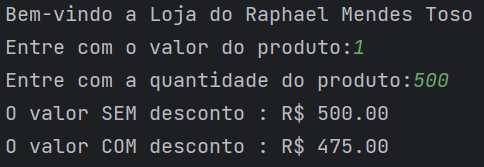 Bem-vindo a Loja do Raphael Mendes Toso
Entre com o valor do produto:1
Entre com a quantidade do produto:500
O valor SEM desconto : R$ 500.00
O valor COM desconto : R$ 475.00